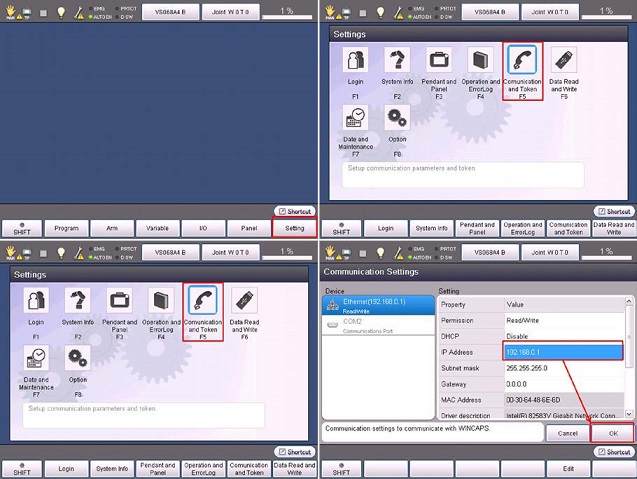 MAN TP EMG PRTCT
AUTO EN D SW
VS068A4 B
Joint W 0 T 0
1 %
Shortcut
SHIFT
Program
Arm
Variable
I/O
Panel
Setting
MAN TP EMG PRTCT
AUTO EN D SW
VS068A4 B
Joint W 0 T 0
1 %
Settings
Login
F1
System Info
F2
Pendant and
Panel
F3
Operation and
ErrorLog
F4
Comunication
and Token
F5
Data Read
and Write
F6
Date and
Maintenance
F7
Option
F8
Setup communication parameters and token.
Shortcut
SHIFT
Login
System Info
Pendant and
Panel
Operation and
ErrorLog
Comunication
and Token
Data Read and
Write
MAN TP EMG PRTCT
AUTO EN D SW
VS068A4 B
Joint W 0 T 0
1 %
Settings
Login
F1
System Info
F2
Pendant and
Panel
F3
Operation and
ErrorLog
F4
Comunication
and Token
F5
Data Read
and Write
F6
Date and
Maintenance
F7
Option
F8
Setup communication parameters and token.
Shortcut
SHIFT
Login
System Info
Pendant and
Panel
Operation and
ErrorLog
Comunication
and Token
Data Read and
Write
MAN TP EMG PRTCT
AUTO EN D SW
VS068A4 B
Joint W 0 T 0
1 %
Communication Settings
Device
Ethernet(192.168.0.1)
Read/Write
COM2
Communications Port
Setting
Property Value
Permission Read/Write
DHCP Disable
IP Address 192.168.0.1
Subnet mask 255.255.255.0
Gateway 0.0.0.0
MAC Address 00-30-64-48-6E-6D
Driver description Intel(R) 82583V Gigabit Network Conn
Communication settings to communicate with WINCAPS.
Cancel
OK
Shortcut
SHIFT
Edit